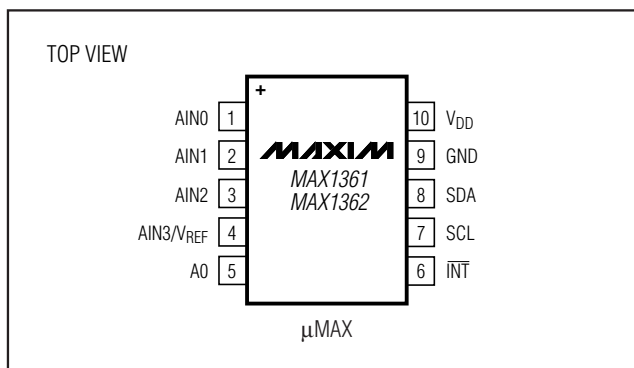 TOP VIEW
+
AIN0 1
10 VDD
AIN1 2
MAXIM
9 GND
MAX1361
AIN2 3
MAX1362
8 SDA
AIN3/VREF 4
7 SCL
A0 5
6 INT
μMAX